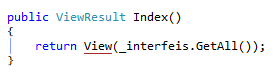 public ViewResult Index()
{
return View(_interfeis.GetAll());
}